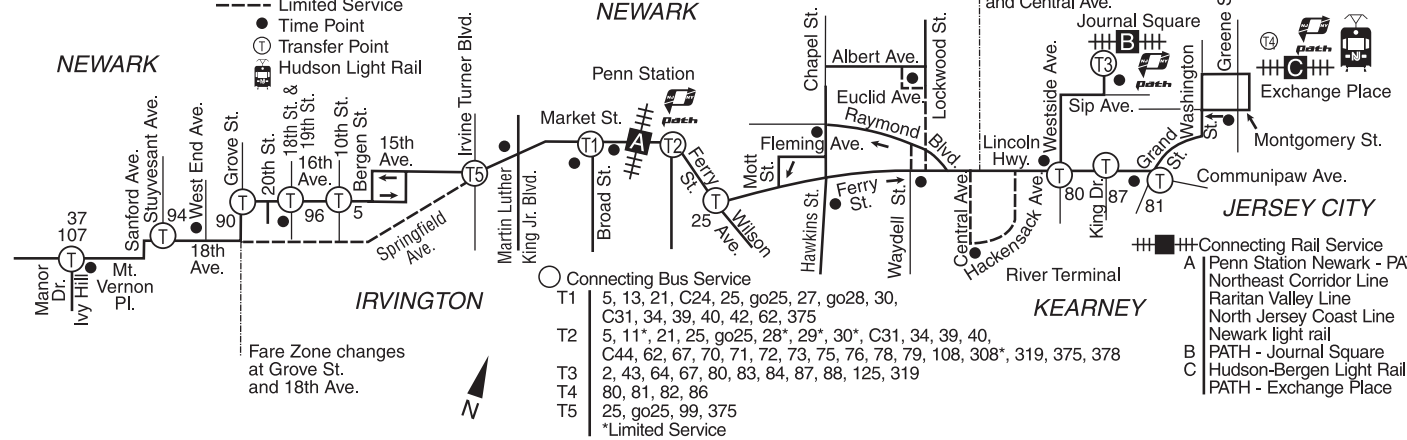 Limited Service
Time Point
T Transfer Point
Hudson Light Rail
NEWARK
NEWARK
and Central Ave.
Journal Square
B
T3
path
Sip Ave.
Washington
St.
Greene S
T4
path
C
Exchange Place
Montgomery St.
Manor
Dr.
Ivy Hill
37
107
T
Mt.
Vernon
Pl.
Sanford Ave.
Stuyvesant Ave.
94
T
West End Ave.
18th
Ave.
Grove St.
90
T
20th St.
18th St. &
19th St.
T
16th
Ave.
96
10th St.
T
5
Bergen St.
15th
Ave.
Springfield
Ave.
Irvine Turner Blvd.
T5
Martin Luther
King Jr. Blvd.
Market St.
T1
Broad St.
Penn Station
path
A
T2
Ferry
St.
25
T
Wilson
Ave.
Mott
St.
Fleming Ave.
Chapel St.
Hawkins St.
Albert Ave.
Euclid Ave.
Lockwood St.
Raymond
Blvd.
Ferry
St.
Waydell St.
Central Ave.
Hackensack Ave.
River Terminal
Lincoln
Hwy.
Westside Ave.
T
80
King Dr.
T
87
Grand
St.
T
81
Communipaw Ave.
JERSEY CITY
IRVINGTON
KEARNEY
Fare Zone changes
at Grove St.
and 18th Ave.
N
Connecting Bus Service
T1 5, 13, 21, C24, 25, go25, 27, go28, 30,
C31, 34, 39, 40, 42, 62, 375
T2 5, 11*, 21, 25, go25, 28*, 29*, 30*, C31, 34, 39, 40,
C44, 62, 67, 70, 71, 72, 73, 75, 76, 78, 79, 108, 308*, 319, 375, 378
T3 2, 43, 64, 67, 80, 83, 84, 87, 88, 125, 319
T4 80, 81, 82, 86
T5 25, go25, 99, 375
*Limited Service
Connecting Rail Service
A Penn Station Newark - PA
Northeast Corridor Line
Raritan Valley Line
North Jersey Coast Line
Newark light rail
B PATH - Journal Square
C Hudson-Bergen Light Rail
PATH - Exchange Place